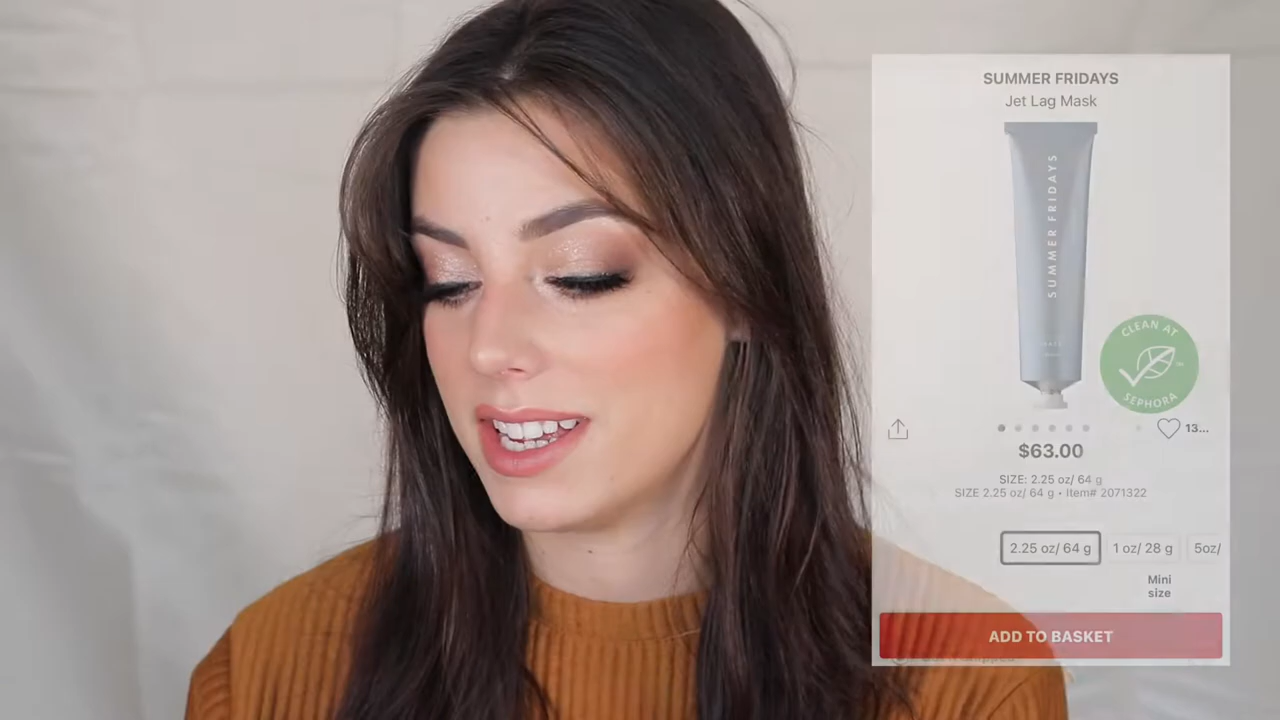 SUMMER FRIDAYS
Jet Lag Mask
SUMMER FRIDAYS
CLEAN AT
SEPHORA
13...
$63.00
SIZE: 2.25 oz/ 64 g
SIZE 2.25 oz/ 64 g • Item# 2071322
2.25 oz/ 64 g
1 oz/ 28 g
5oz/
Mini
size
ADD TO BASKET